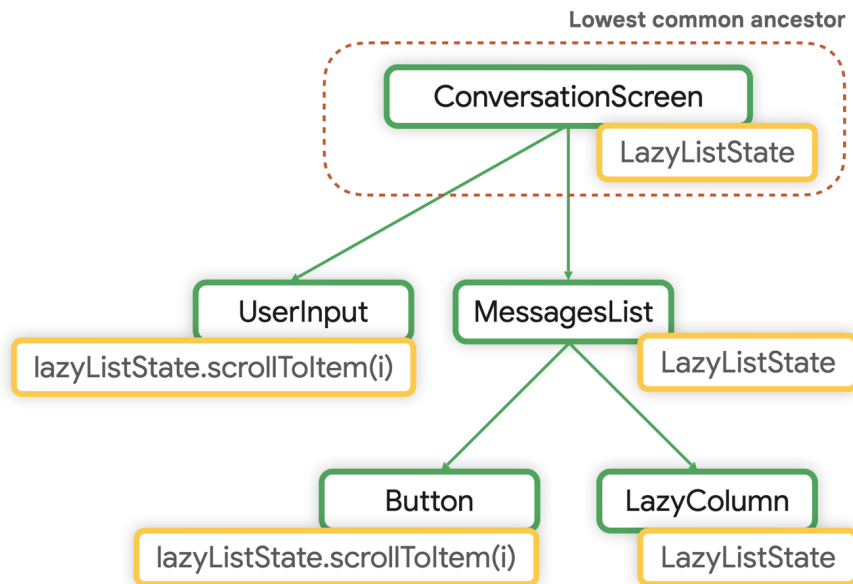 Lowest common ancestor
ConversationScreen
LazyListState
UserInput
lazyListState.scrollToItem(i)
MessagesList
LazyListState
Button
lazyListState.scrollToItem(i)
LazyColumn
LazyListState